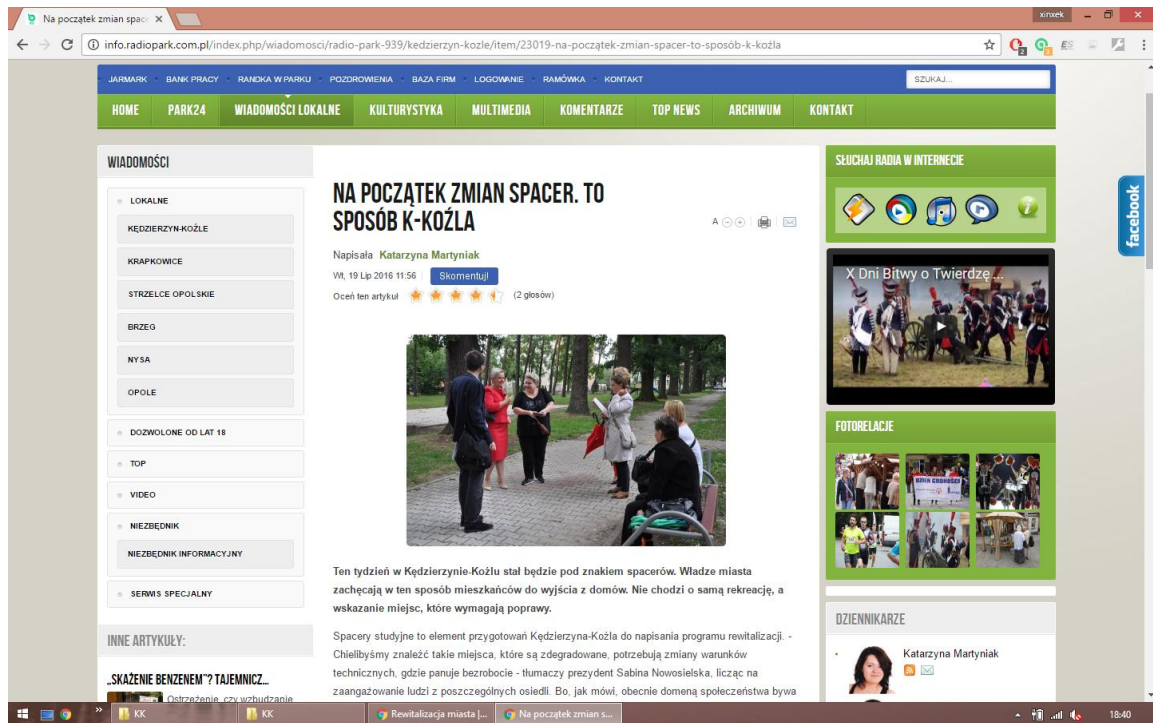 Na początek zmian spac
xinxek
info.radiopark.com.pl/index.php/wiadomosci/radio-park-939/kedzierzyn-kozle/item/23019-na-początek-zmian-spacer-to-sposób-k-koźla
JARMARK BANK PRACY RANDKA W PARKU POZDROWIENIA BAZA FIRM LOGOWANIE RAMÓWKA KONTAKT
SZUKAJ...
HOME PARK24 WIADOMOŚCI LOKALNE KULTURYSTYKA MULTIMEDIA KOMENTARZE TOP NEWS ARCHIWUM KONTAKT
WIADOMOŚCI
LOKALNE
KĘDZIERZYN-KOŹLE
KRAPKOWICE
STRZELCE OPOLSKIE
BRZEG
NYSA
OPOLE
DOZWOLONE OD LAT 18
TOP
VIDEO
NIEZBĘDNIK
NIEZBĘDNIK INFORMACYJNY
SERWIS SPECJALNY
INNE ARTYKUŁY:
„SKAŻENIE BENZENEM"? TAJEMNICZ...
Ostrzeżenie, czy wzbudzanie
NA POCZĄTEK ZMIAN SPACER. TO
SPOSÓB K-KOŹLA
A
Napisała Katarzyna Martyniak
Wt, 19 Lip 2016 11:56 Skomentuj!
Oceń ten artykuł (2 głosów)
Ten tydzień w Kędzierzynie-Koźlu stał będzie pod znakiem spacerów. Władze miasta
zachęcają w ten sposób mieszkańców do wyjścia z domów. Nie chodzi o samą rekreację, a
wskazanie miejsc, które wymagają poprawy.
Spacery studyjne to element przygotowań Kędzierzyna-Koźla do napisania programu rewitalizacji. -
Chielibyśmy znaleźć takie miejsca, które są zdegradowane, potrzebują zmiany warunków
technicznych, gdzie panuje bezrobocie - tłumaczy prezydent Sabina Nowosielska, licząc na
zaangażowanie ludzi z poszczególnych osiedli. Bo, jak mówi, obecnie domeną społeczeństwa bywa
SŁUCHAJ RADIA W INTERNECIE
facebook
X Dni Bitwy o Twierdzę ...
FOTORELACJE
DZIEŃ GODNOŚCI
DZIENNIKARZE
Katarzyna Martyniak
KK
KK
Rewitalizacja miasta |...
Na początek zmian s...
18:40